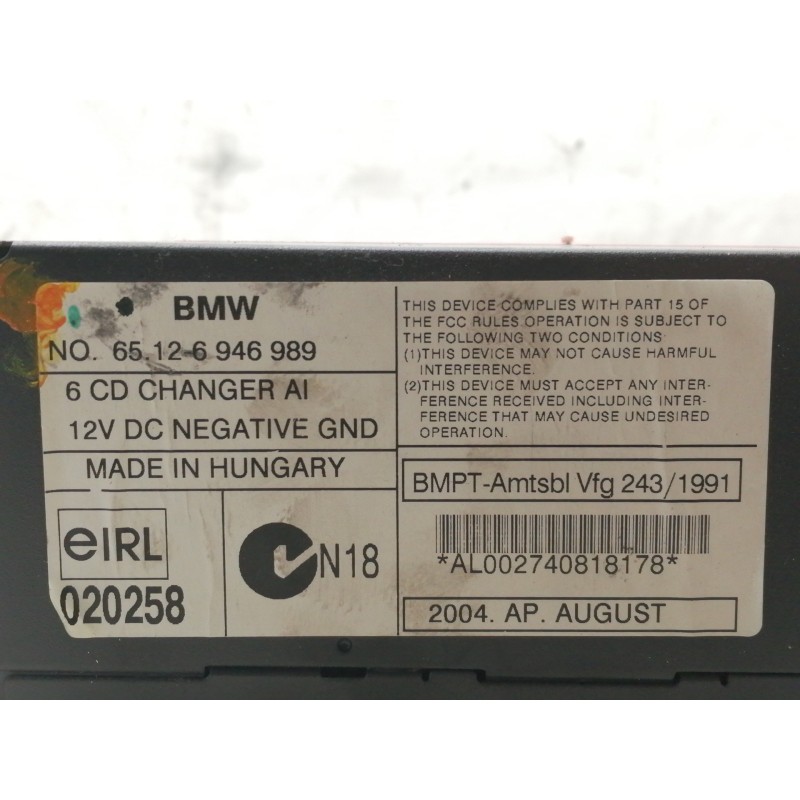 BMW
NO. 65.12-6 946 989
6 CD CHANGER AI
12V DC NEGATIVE GND
MADE IN HUNGARY
eIRL
020258
N18
THIS DEVICE COMPLIES WITH PART 15 OF
THE FCC RULES.OPERATION IS SUBJECT TO
THE FOLLOWING TWO CONDITIONS:
(1)THIS DEVICE MAY NOT CAUSE HARMFUL
INTERFERENCE.
(2)THIS DEVICE MUST ACCEPT ANY INTER-
FERENCE RECEIVED INCLUDING INTER-
FERENCE THAT MAY CAUSE UNDESIRED
OPERATION.
BMPT-Amtsbl Vfg 243/1991
*AL002740818178*
2004. AP. AUGUST